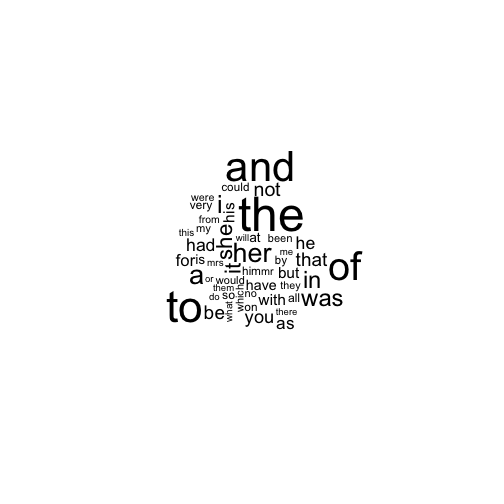 and
could not
were
very i his
the
from
my
this
she
had
will at been he
her me
by that
for is mrs
it
him mr but of
a or would have they in
them
do so which no with all was
to be what on
you there
as